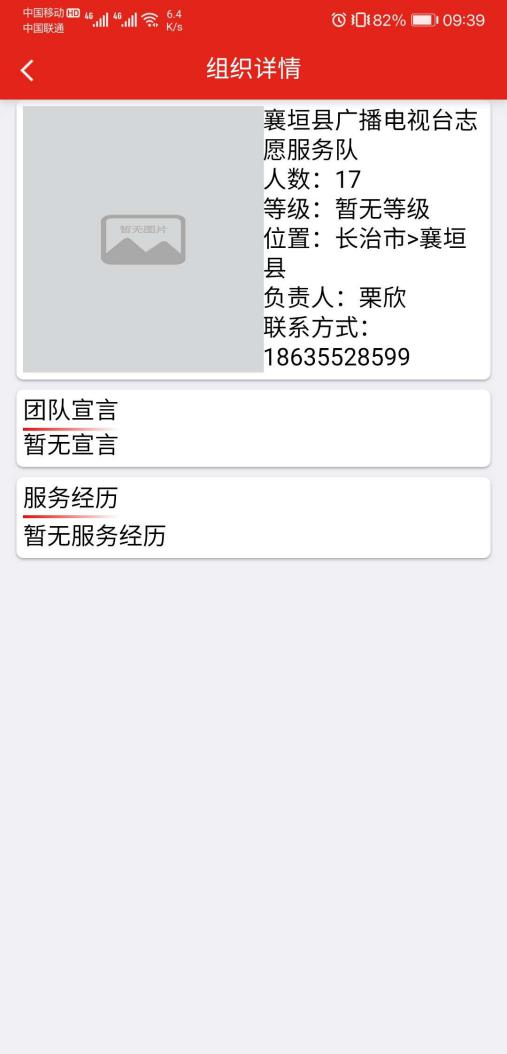 中国移动 HD 4G 4G 6.4 K/s 82% 09:39
中国联通
组织详情
暂无图片
襄垣县广播电视台志
愿服务队
人数：17
等级：暂无等级
位置：长治市>襄垣
县
负责人：栗欣
联系方式：
18635528599
团队宣言
暂无宣言
服务经历
暂无服务经历